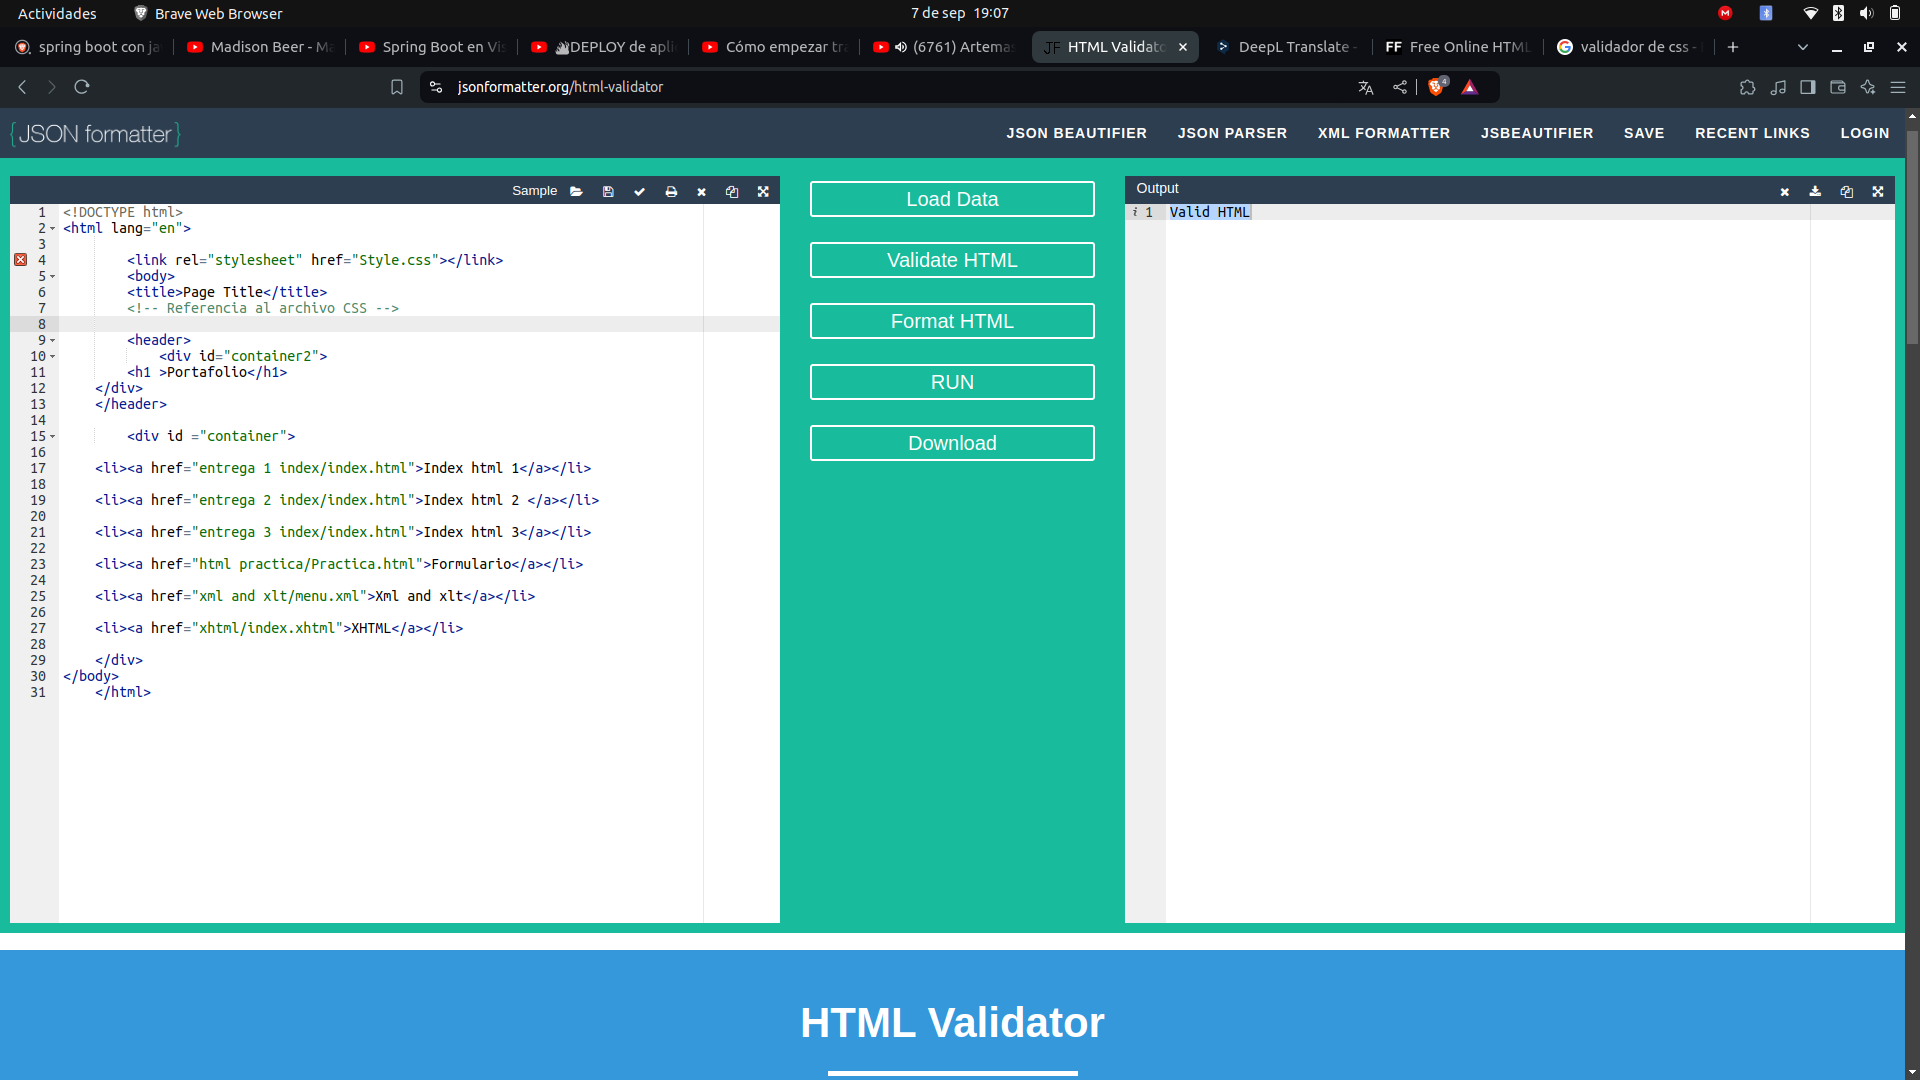 Actividades
Brave Web Browser
7 de sep 19:07
spring boot con ja
Madison Beer - Ma
Spring Boot en Vis
DEPLOY de apli
Cómo empezar tr
(6761) Artemas
HTML Validato
DeepL Translate -
FF Free Online HTML
validador de css -
jsonformatter.org/html-validator
4
{JSON formatter}
JSON BEAUTIFIER
JSON PARSER
XML FORMATTER
JSBEAUTIFIER
SAVE
RECENT LINKS
LOGIN
Sample
1 <!DOCTYPE html>
2 <html lang="en">
3
4 <link rel="stylesheet" href="Style.css"></link>
5 <body>
6 <title>Page Title</title>
7 <!-- Referencia al archivo CSS -->
8
9 <header>
10 <div id="container2">
11 <h1 >Portafolio</h1>
12 </div>
13 </header>
14
15 <div id ="container">
16
17 <li><a href="entrega 1 index/index.html">Index html 1</a></li>
18
19 <li><a href="entrega 2 index/index.html">Index html 2 </a></li>
20
21 <li><a href="entrega 3 index/index.html">Index html 3</a></li>
22
23 <li><a href="html practica/Practica.html">Formulario</a></li>
24
25 <li><a href="xml and xlt/menu.xml">Xml and xlt</a></li>
26
27 <li><a href="xhtml/index.xhtml">XHTML</a></li>
28
29 </div>
30 </body>
31 </html>
Load Data
Validate HTML
Format HTML
RUN
Download
Output
i 1 Valid HTML
HTML Validator